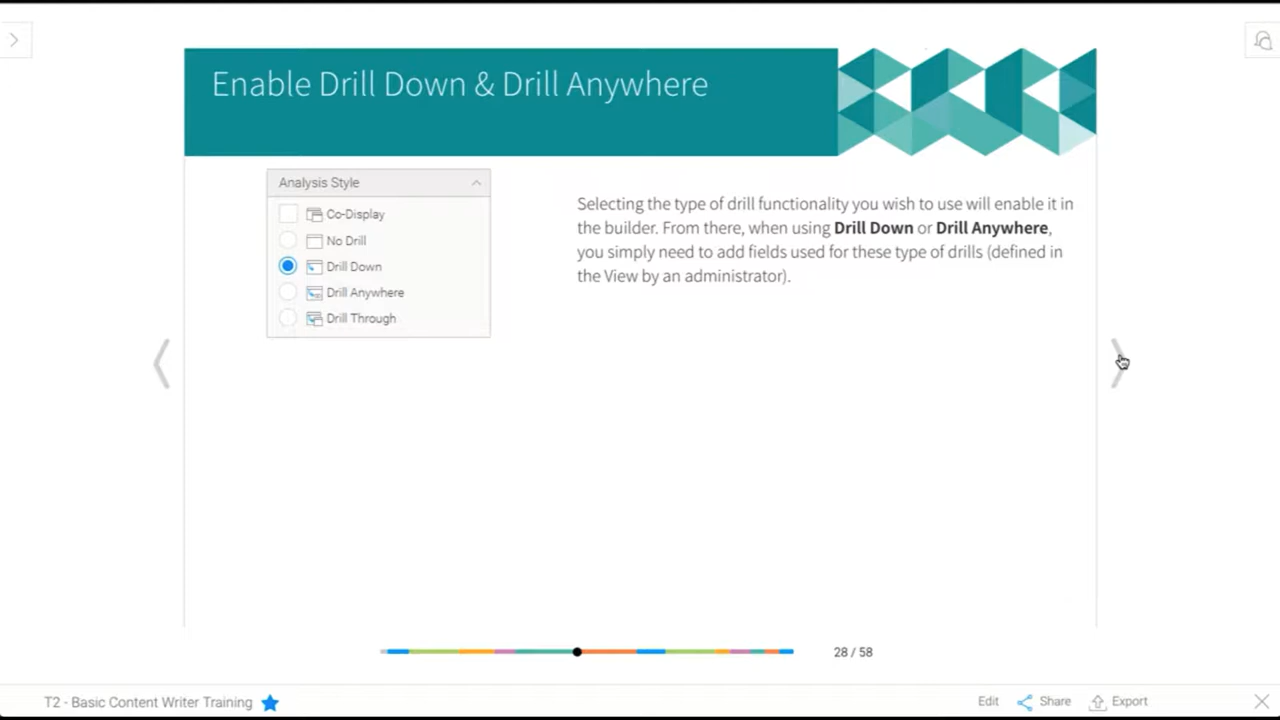 Enable Drill Down & Drill Anywhere
Analysis Style
Co-Display
No Drill
Drill Down
Drill Anywhere
Drill Through
Selecting the type of drill functionality you wish to use will enable it in
the builder. From there, when using Drill Down or Drill Anywhere,
you simply need to add fields used for these type of drills (defined in
the View by an administrator).
28 / 58
T2 - Basic Content Writer Training
Edit
Share
Export